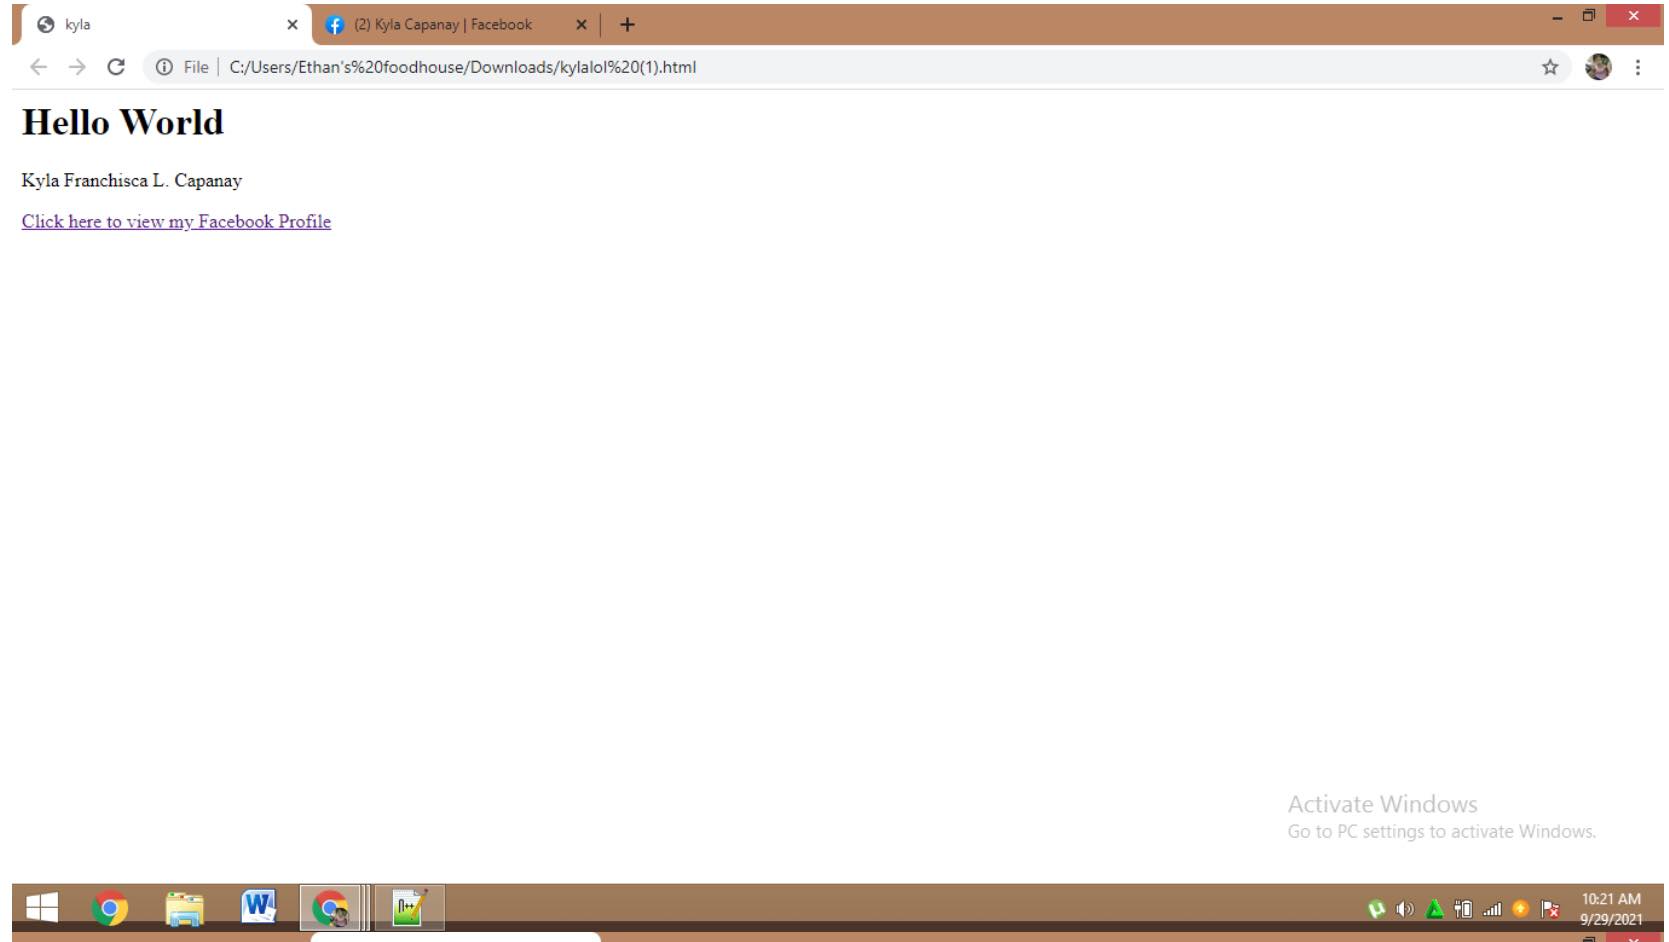 kyla
(2) Kyla Capanay | Facebook
File
C:/Users/Ethan's%20foodhouse/Downloads/kylalol%20(1).html
Hello World
Kyla Franchisca L. Capanay
Click here to view my Facebook Profile
Activate Windows
Go to PC settings to activate Windows.
10:21 AM
9/29/2021